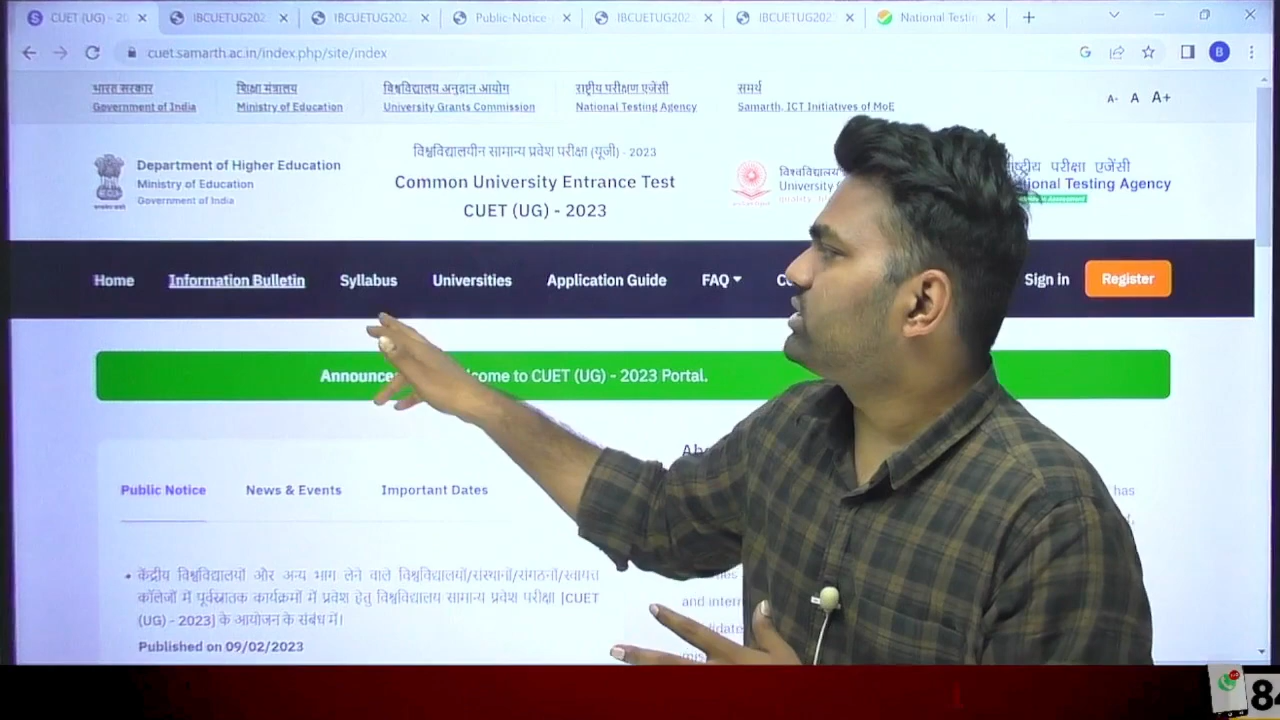 CUET (UG) - 20
IBCUETUG202
IBCUETUG202
Public-Notice
IBCUETUG202
IBCUETUG202
National Testin
cuet.samarth.ac.in/index.php/site/index
B
भारत सरकार
शिक्षा मंत्रालय
विश्वविद्यालय अनुदान आयोग
राष्ट्रीय परीक्षण एजेंसी
समर्थ
Government of India
Ministry of Education
University Grants Commission
National Testing Agency
Samarth, ICT Initiatives of MoE
A- A A+
Department of Higher Education
Ministry of Education
Government of India
विश्वविद्यालयीन सामान्य प्रवेश परीक्षा (यूजी) - 2023
Common University Entrance Test
CUET (UG) - 2023
University
परीक्षा एजेंसी
Testing Agency
Home
Information Bulletin
Syllabus
Universities
Application Guide
FAQ
Sign in
Register
CUET (UG) - 2023 Portal.
Public Notice
News & Events
Important Dates
has
• केंद्रीय विश्वविद्यालयों और अन्य भाग लेने वाले विश्वविद्यालयों/संस्थानों/संगठनों/स्वायत्त
कॉलेजों में पूर्वस्नातक कार्यक्रमों में प्रवेश हेतु विश्वविद्यालय सामान्य प्रवेश परीक्षा [CUET
(UG) - 2023] के आयोजन के संबंध में।
Published on 09/02/2023
and
8